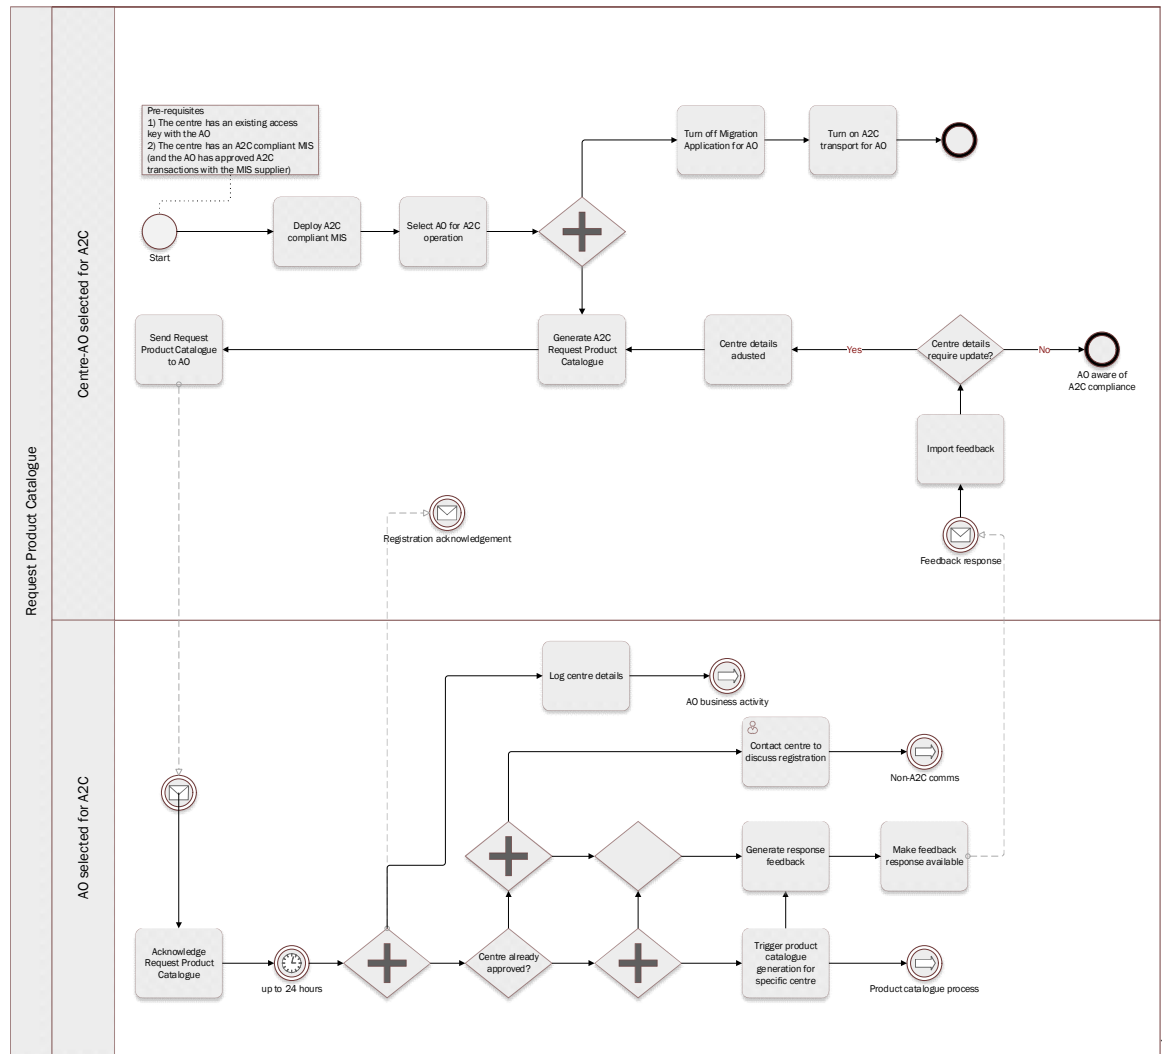 Request Product Catalogue
Centre-AO selected for A2C
Pre-requisites
1) The centre has an existing access
key with the AO
2) The centre has an A2C compliant MIS
(and the AO has approved A2C
transactions with the MIS supplier)
Start
Deploy A2C
compliant MIS
Select AO for A2C
operation
Turn off Migration
Application for AO
Turn on A2C
transport for AO
Send Request
Product Catalogue
to AO
Generate A2C
Request Product
Catalogue
Centre details
adusted
Yes
Centre details
require update?
No
AO aware of
A2C compliance
Import feedback
Registration acknowledgement
Feedback response
AO selected for A2C
Log centre details
AO business activity
Contact centre to
discuss registration
Non-A2C comms
Generate response
feedback
Make feedback
response available
Acknowledge
Request Product
Catalogue
up to 24 hours
Centre already
approved?
Trigger product
catalogue
generation for
specific centre
Product catalogue process